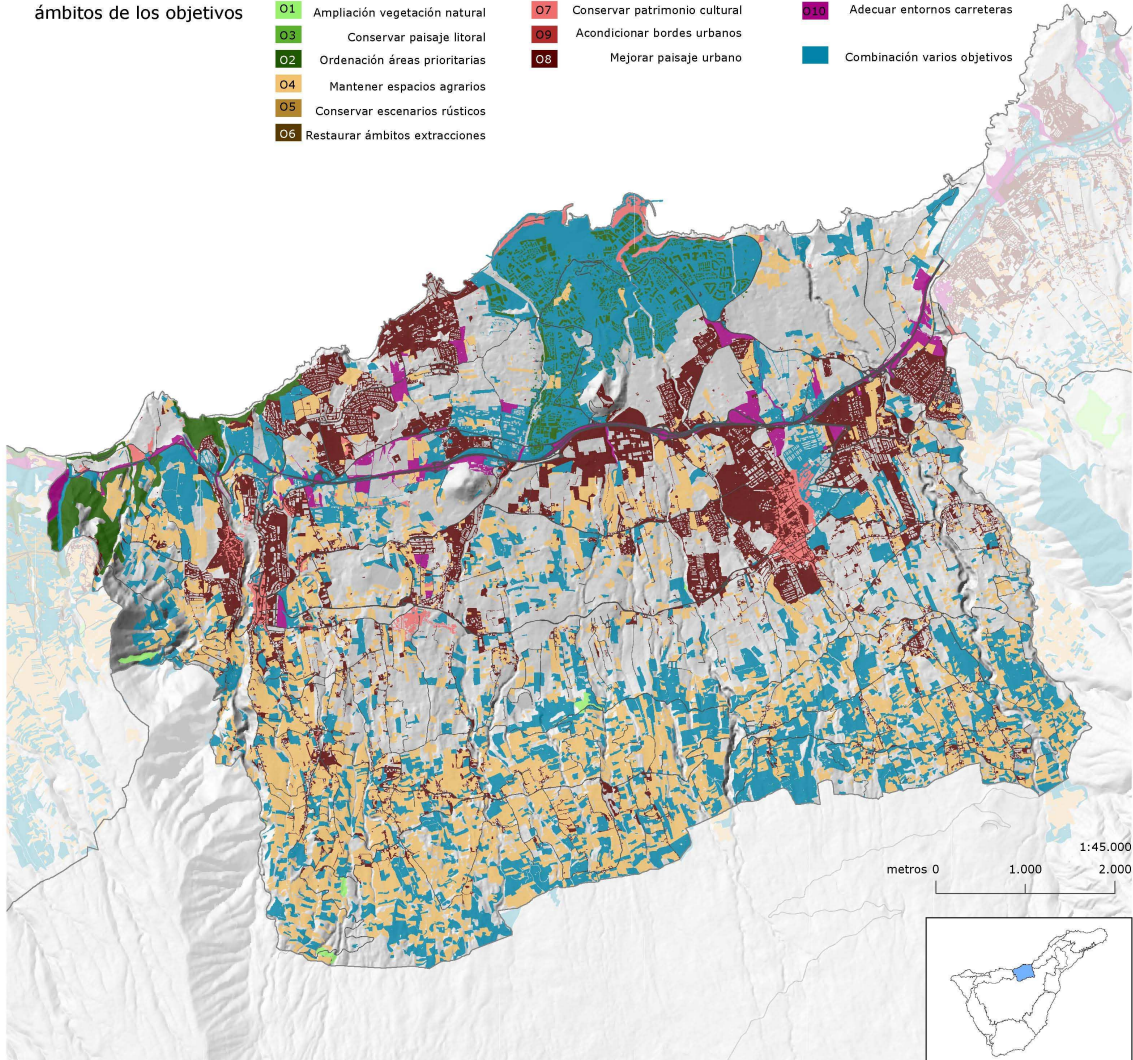 ámbitos de los objetivos
O1 Ampliación vegetación natural
O3 Conservar paisaje litoral
O2 Ordenación áreas prioritarias
O4 Mantener espacios agrarios
O5 Conservar escenarios rústicos
O6 Restaurar ámbitos extracciones
O7 Conservar patrimonio cultural
O9 Acondicionar bordes urbanos
O8 Mejorar paisaje urbano
O10 Adecuar entornos carreteras
Combinación varios objetivos
1:45.000
metros 0 1.000 2.000